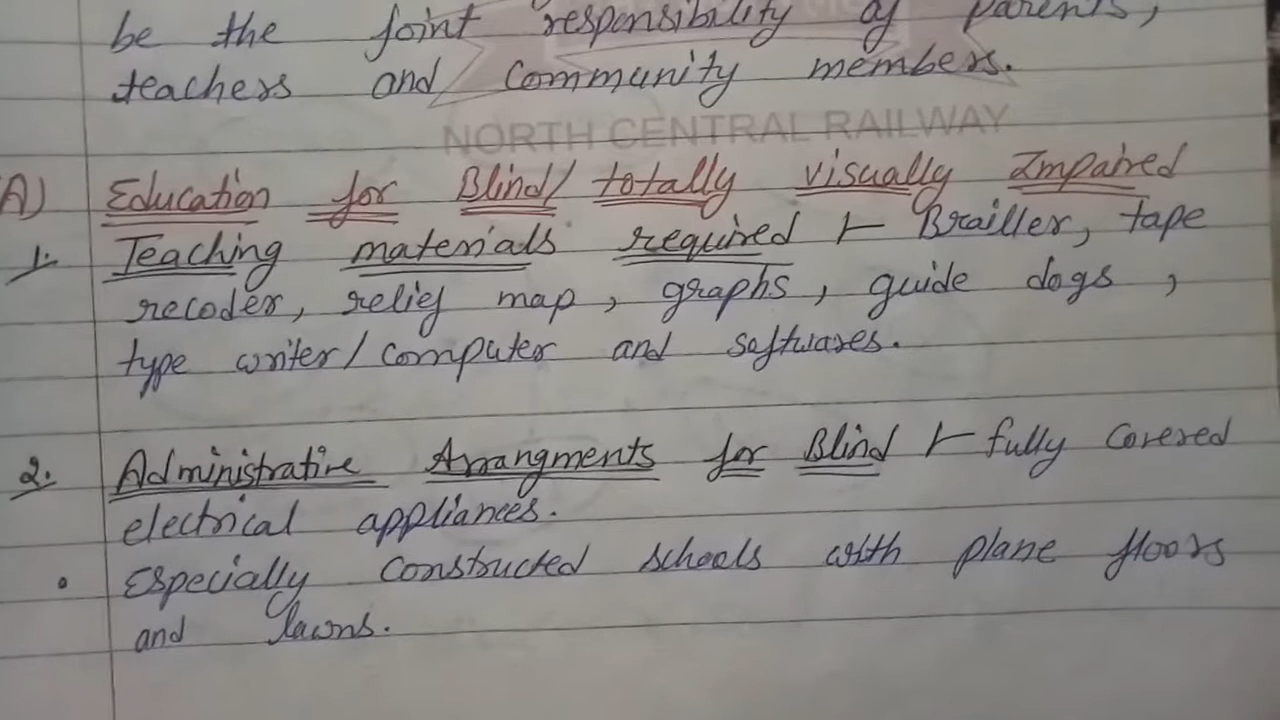 be the joint responsibility of parents,
teachers and community members.
NORTH CENTRAL RAILWAY
A) Education for Blind/ totally visually Impaired
1. Teaching materials required :- Brailler, tape
recoder, relief map, graphs, guide dogs,
type writer/computer and softwares.
2. Administrative Arrangments for Blind :- fully covered
electrical appliances.
• Especially constructed schools with plane floors
and lawns.